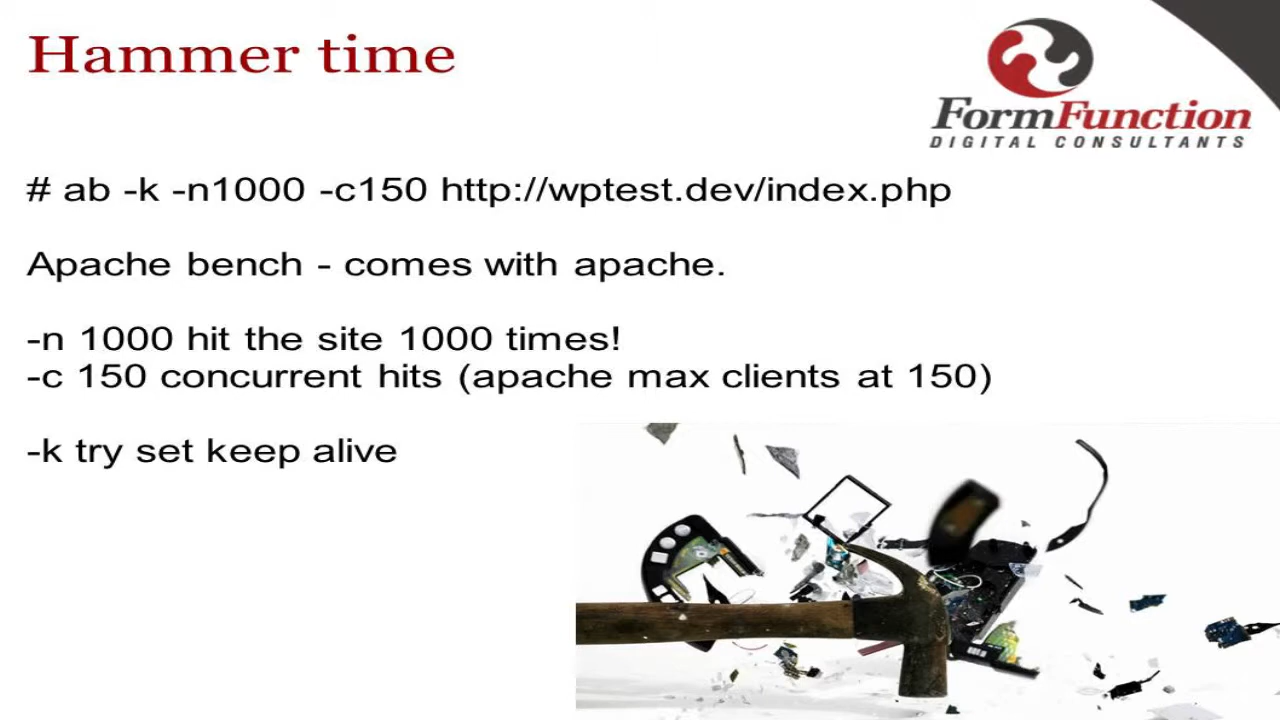 Hammer time
FormFunction
DIGITAL CONSULTANTS
# ab -k -n1000 -c150 http://wptest.dev/index.php
Apache bench - comes with apache.
-n 1000 hit the site 1000 times!
-c 150 concurrent hits (apache max clients at 150)
-k try set keep alive